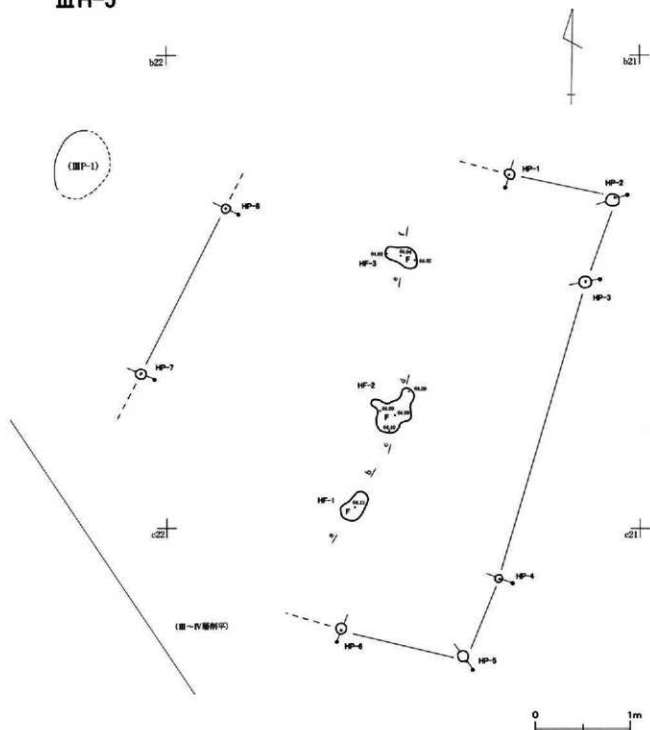 ⅢH-5
b22
b21
(ⅢP-1)
HP-1
HP-2
HP-8
HF-3
F
HP-3
HP-7
HF-2
F
HF-1
F
c22
c21
HP-4
(Ⅲ～Ⅳ層削平)
HP-6
HP-5
0
1m